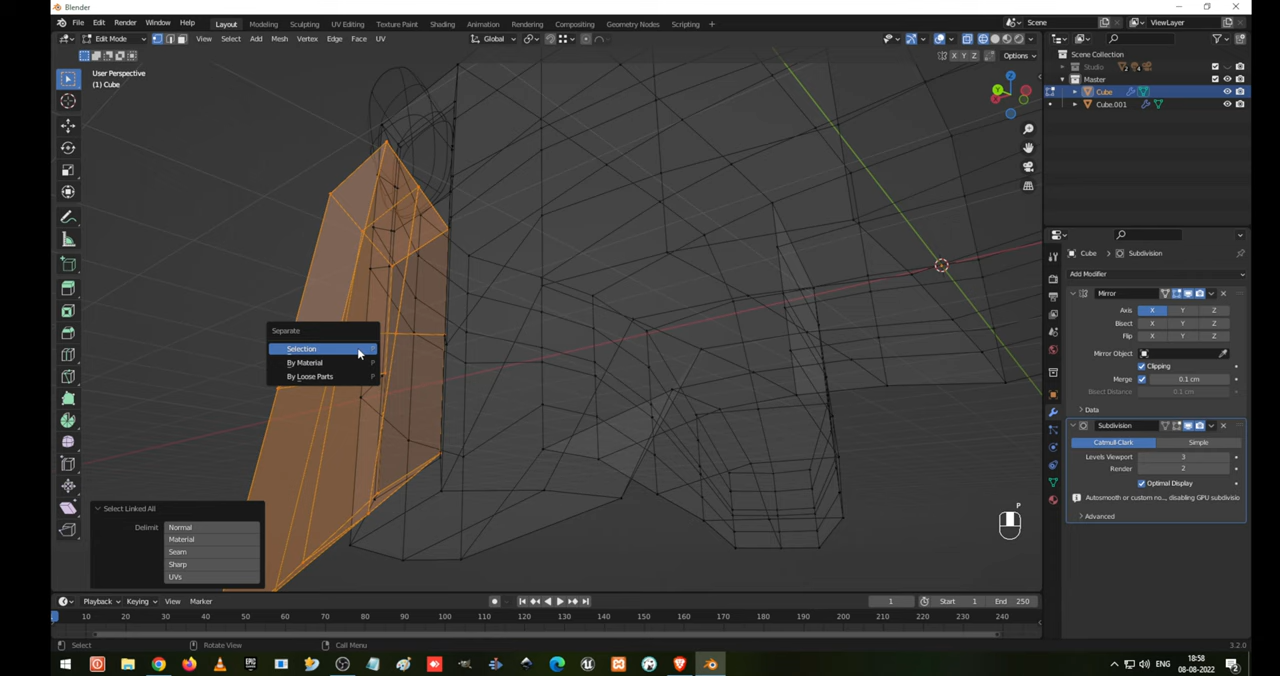 Blender
File Edit Render Window Help Layout Modeling Sculpting UV Editing Texture Paint Shading Animation Rendering Compositing Geometry Nodes Scripting + Scene ViewLayer
Edit Mode View Select Add Mesh Vertex Edge Face UV Global
X Y Z Options
User Perspective
(1) Cube
Scene Collection
Studio
Master
Cube
Cube.001
Z
Y
Separate
Selection P
By Material P
By Loose Parts P
Select Linked All
Delimit Normal
Material
Seam
Sharp
UVs
P
Cube Subdivision
Add Modifier
Mirror
Axis X Y Z
Bisect X Y Z
Flip X Y Z
Mirror Object
Clipping
Merge 0.1 cm
Bisect Distance 0.1 cm
Data
Subdivision
Catmull-Clark Simple
Levels Viewport 3
Render 2
Optimal Display
Autosmooth or custom no..., disabling GPU subdivisio
Advanced
Playback Keying View Marker 1 Start 1 End 250
10 20 30 40 50 60 70 80 90 100 110 120 130 140 150 160 170 180 190 200 210 220 230 240
Select Rotate View Call Menu 3.2.0
ENG 18:58
08-08-2022 2